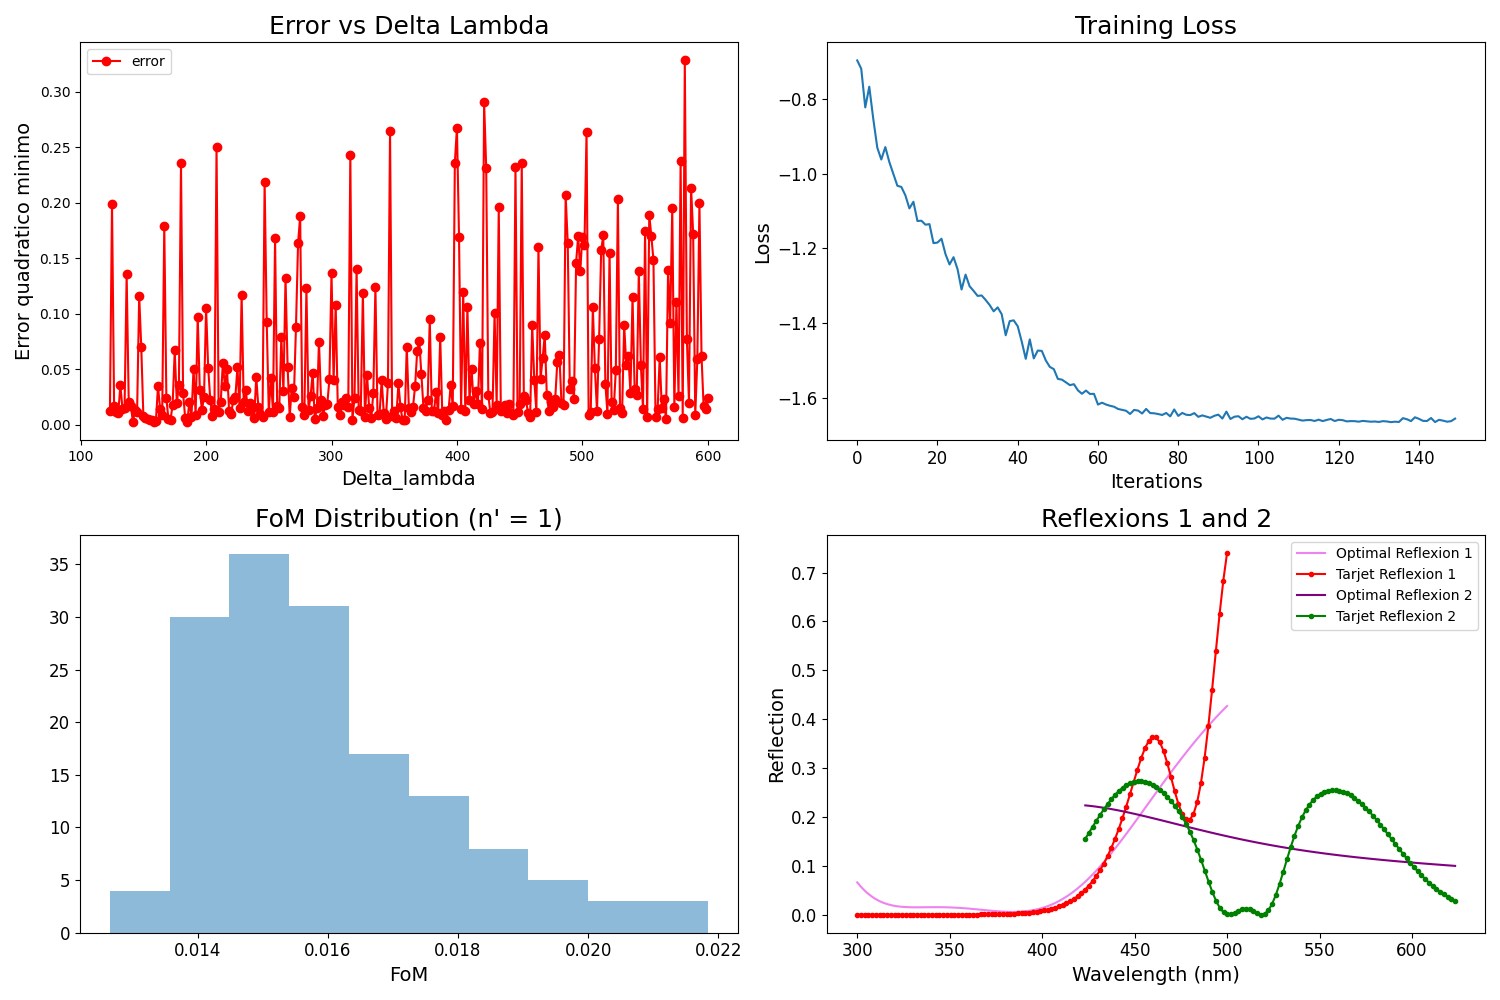 Error vs Delta Lambda
error
Error quadratico minimo
0.30
0.25
0.20
0.15
0.10
0.05
0.00
100 200 300 400 500 600
Delta_lambda
Training Loss
Loss
−0.8
−1.0
−1.2
−1.4
−1.6
0 20 40 60 80 100 120 140
Iterations
FoM Distribution (n' = 1)
35
30
25
20
15
10
5
0
0.014 0.016 0.018 0.020 0.022
FoM
Reflexions 1 and 2
Optimal Reflexion 1
Tarjet Reflexion 1
Optimal Reflexion 2
Tarjet Reflexion 2
Reflection
0.7
0.6
0.5
0.4
0.3
0.2
0.1
0.0
300 350 400 450 500 550 600
Wavelength (nm)